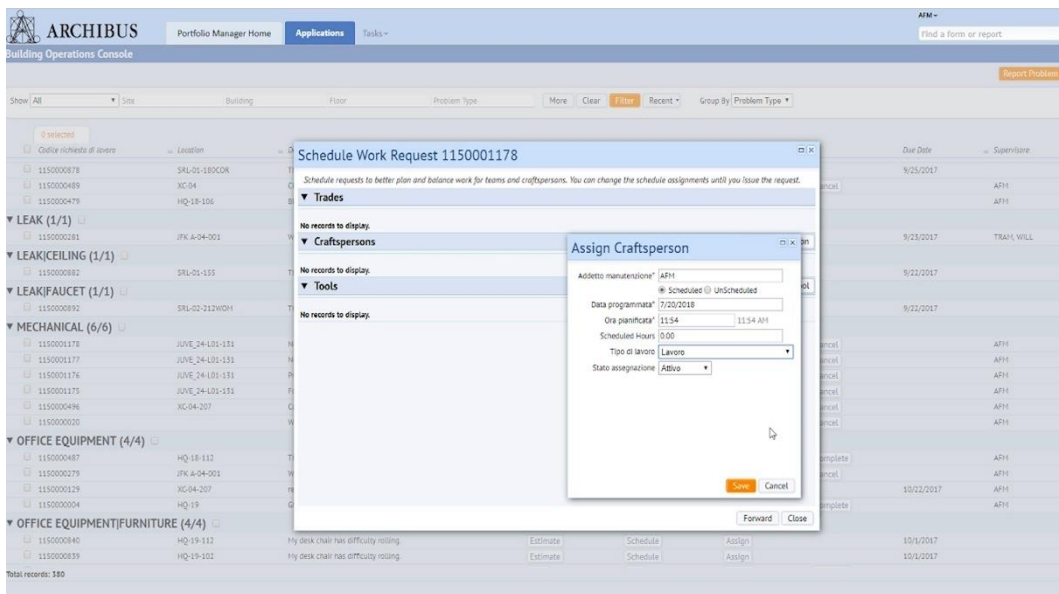 ARCHIBUS
Portfolio Manager Home
Applications
Tasks
AFM
Find a form or report
Building Operations Console
Report Problem
Show All Site Building Floor Problem Type More Clear Filter Recent Group By Problem Type
0 selected
Codice richiesta di lavoro Location Due Date Supervisore
1150000878 SRL-01-180COR 9/25/2017
1150000489 XC-04 AFM
1150000479 HQ-18-106 AFM
LEAK (1/1)
1150000281 JFK A-04-001 9/23/2017 TRAM, WILL
LEAK|CEILING (1/1)
1150000882 SRL-01-155 9/22/2017
LEAK|FAUCET (1/1)
1150000892 SRL-02-212WOM 9/22/2017
MECHANICAL (6/6)
1150001178 JUVE_24-L01-131 AFM
1150001177 JUVE_24-L01-131 AFM
1150001176 JUVE_24-L01-131 AFM
1150001175 JUVE_24-L01-131 AFM
1150000496 XC-04-207 AFM
1150000020 AFM
OFFICE EQUIPMENT (4/4)
1150000487 HQ-18-112 AFM
1150000279 JFK A-04-001 AFM
1150000129 XC-04-207 10/22/2017 AFM
1150000004 HQ-19 AFM
OFFICE EQUIPMENT|FURNITURE (4/4)
1150000840 HQ-19-112 My desk chair has difficulty rolling. Estimate Schedule Assign 10/1/2017 AFM
1150000839 HQ-19-102 My desk chair has difficulty rolling. Estimate Schedule Assign 10/1/2017 AFM
Total records: 380
Schedule Work Request 1150001178
Schedule requests to better plan and balance work for teams and craftspersons. You can change the schedule assignments until you issue the request.
Trades
No records to display.
Craftspersons
No records to display.
Tools
No records to display.
Forward Close
Assign Craftsperson
Addetto manutenzione* AFM
Scheduled UnScheduled
Data programmata* 7/20/2018
Ora pianificata* 11:54 11:54 AM
Scheduled Hours 0.00
Tipo di lavoro Lavoro
Stato assegnazione Attivo
Save Cancel